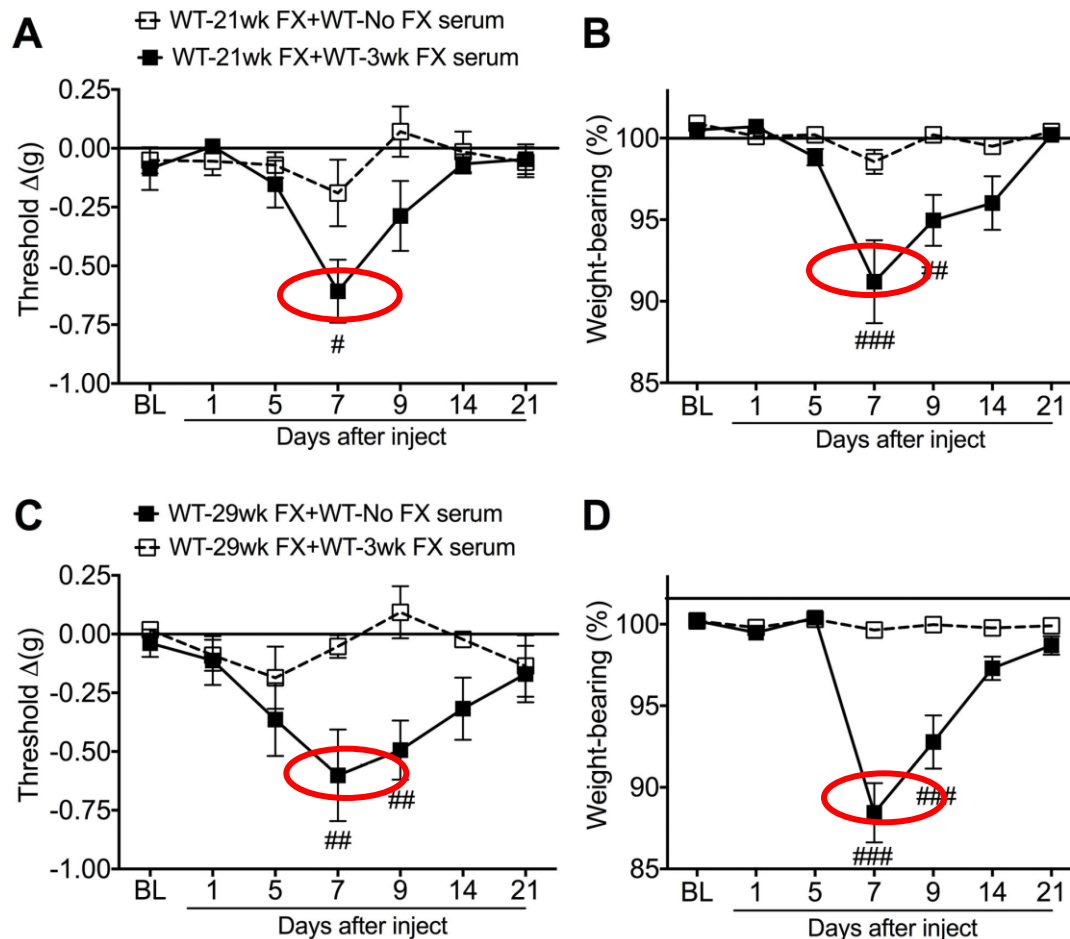 A
WT-21wk FX+WT-No FX serum
WT-21wk FX+WT-3wk FX serum
Threshold Δ(g)
0.25
0.00
-0.25
-0.50
-0.75
-1.00
#
BL 1 5 7 9 14 21
Days after inject
B
Weight-bearing (%)
100
95
90
85
##
###
BL 1 5 7 9 14 21
Days after inject
C
WT-29wk FX+WT-No FX serum
WT-29wk FX+WT-3wk FX serum
Threshold Δ(g)
0.25
0.00
-0.25
-0.50
-0.75
-1.00
##
##
BL 1 5 7 9 14 21
Days after inject
D
Weight-bearing (%)
100
95
90
85
###
###
BL 1 5 7 9 14 21
Days after inject